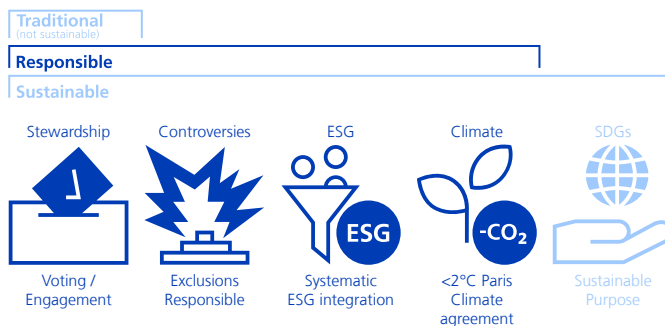 Traditional
(not sustainable)
Responsible
Sustainable
Stewardship
Controversies
ESG
Climate
SDGs
ESG
-CO₂
Voting /
Engagement
Exclusions
Responsible
Systematic
ESG integration
<2°C Paris
Climate
agreement
Sustainable
Purpose